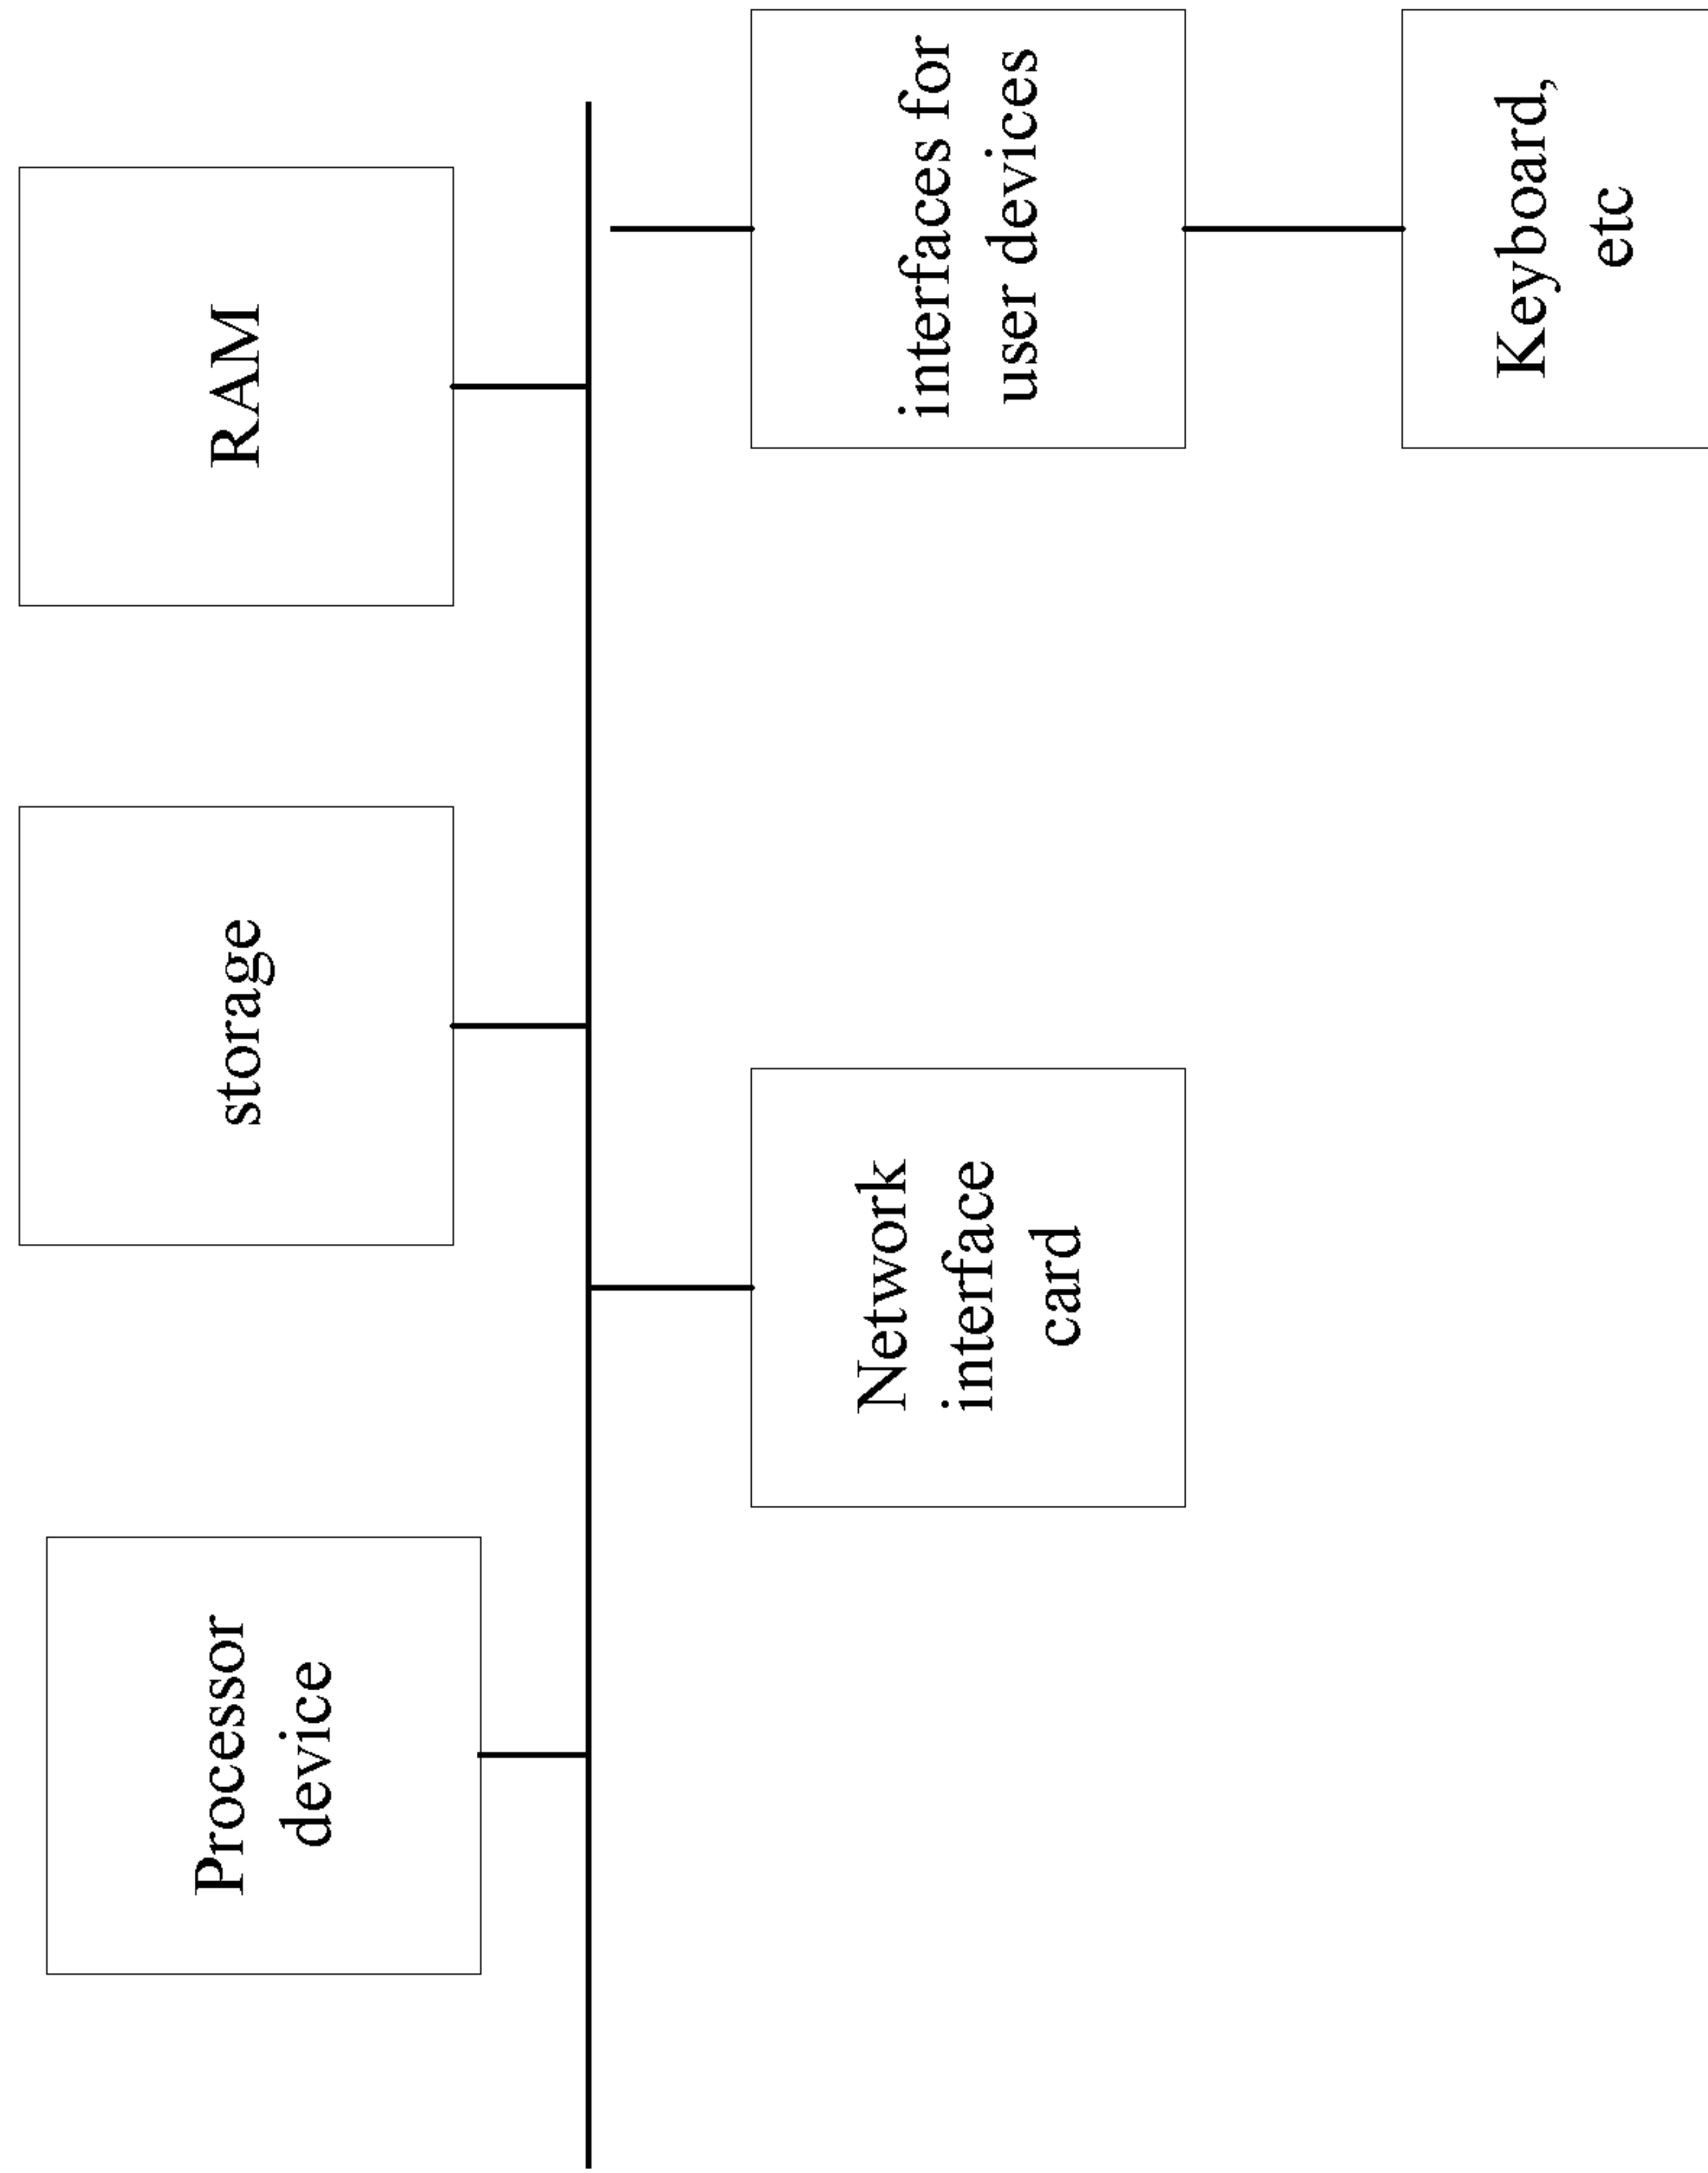 Processor
device
storage
RAM
Network
interface
card
interfaces for
user devices
Keyboard,
etc